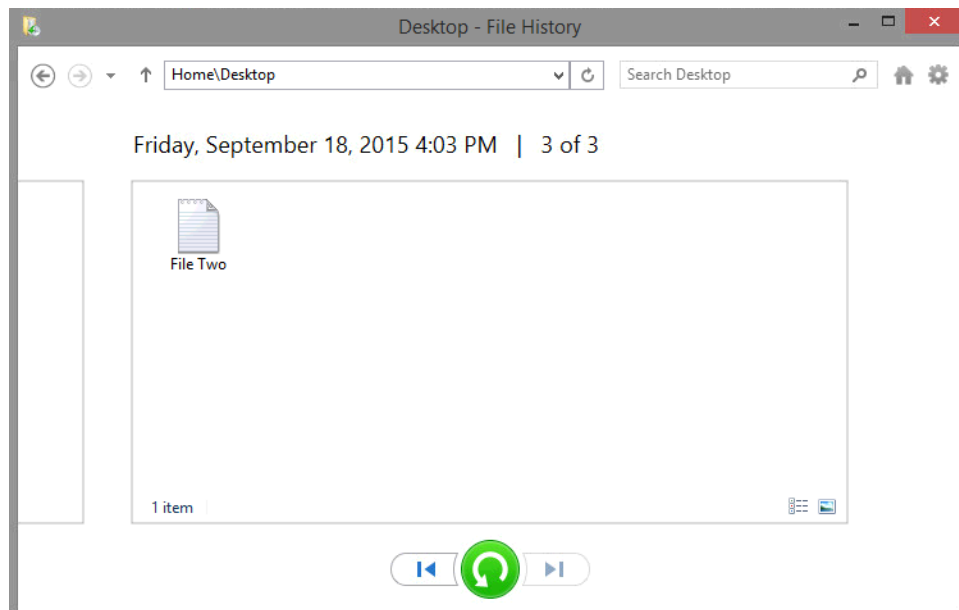 Desktop - File History
Home\Desktop
Search Desktop
Friday, September 18, 2015 4:03 PM | 3 of 3
File Two
1 item